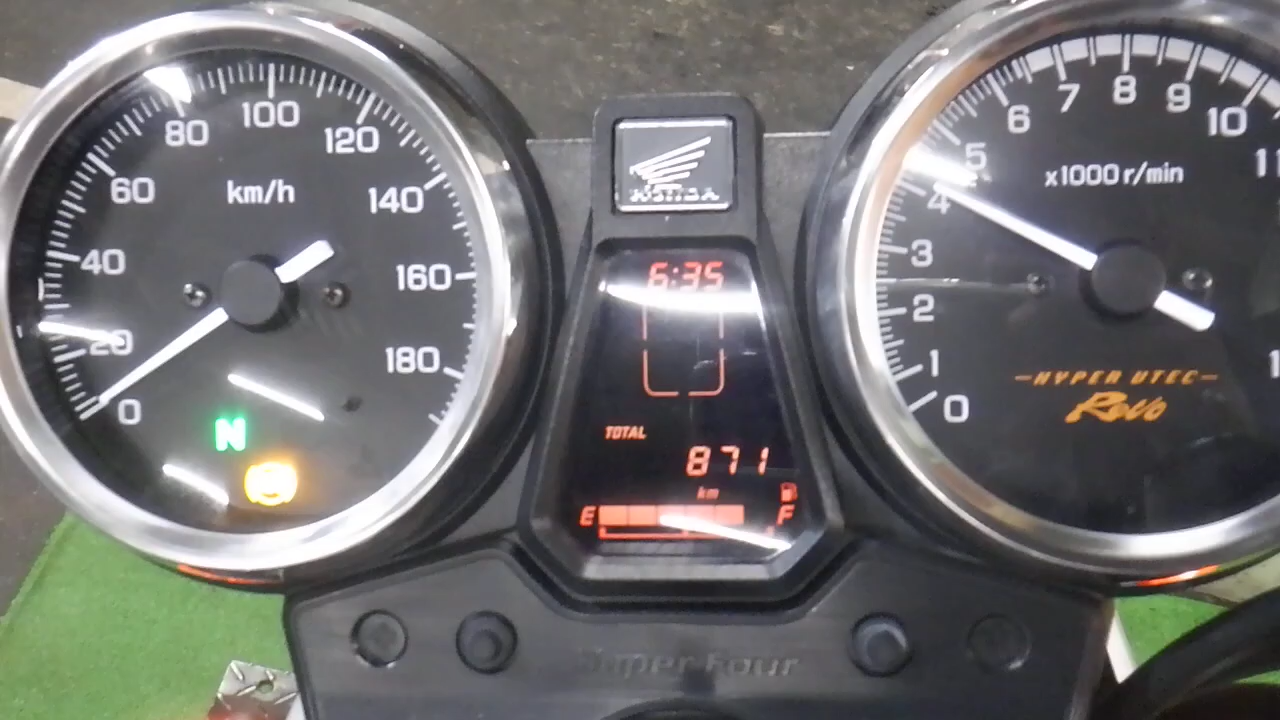 0
20
40
60
80
100
120
140
160
180
km/h
N
HONDA
6:35
TOTAL
871
km
E F
0
1
2
3
4
5
6
7
8
9
10
x1000 r/min
HYPER VTEC
Revo
Super Four